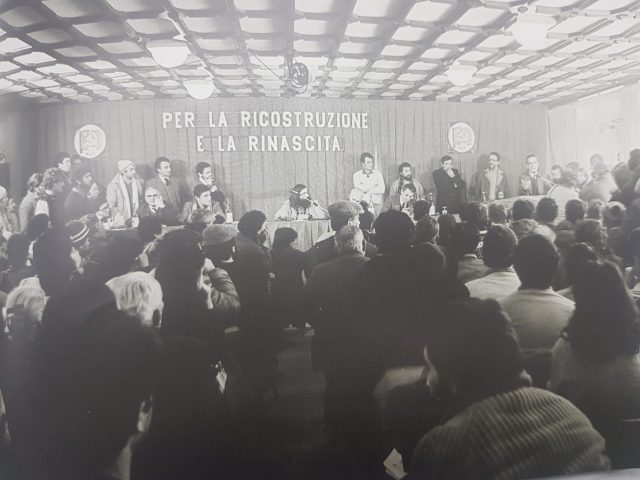 PER LA RICOSTRUZIONE
E LA RINASCITA